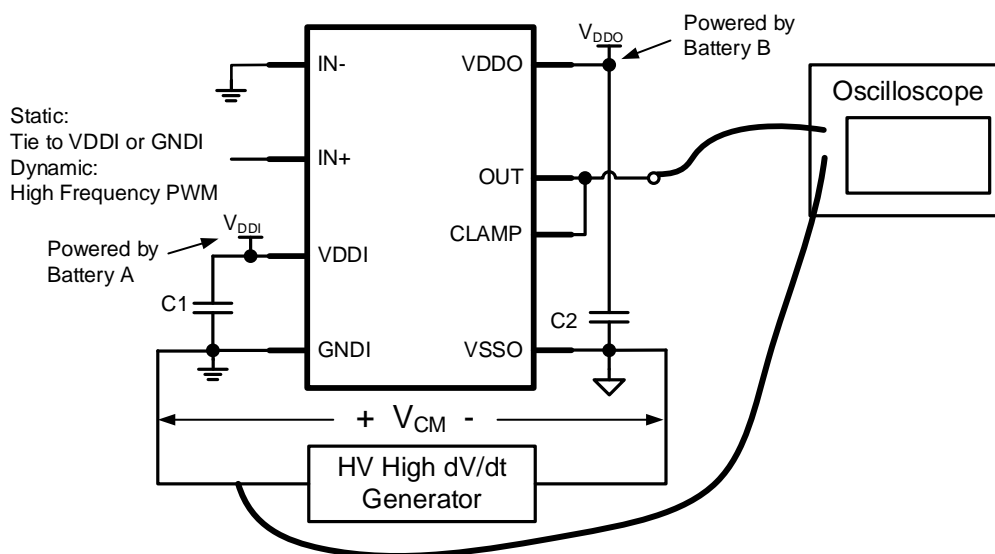 Powered by
Battery B
VDDO
IN-
VDDO
Oscilloscope
Static:
Tie to VDDI or GNDI
Dynamic:
High Frequency PWM
IN+
OUT
CLAMP
VDDI
Powered by
Battery A
VDDI
C1
C2
GNDI
VSSO
+ VCM -
HV High dV/dt
Generator